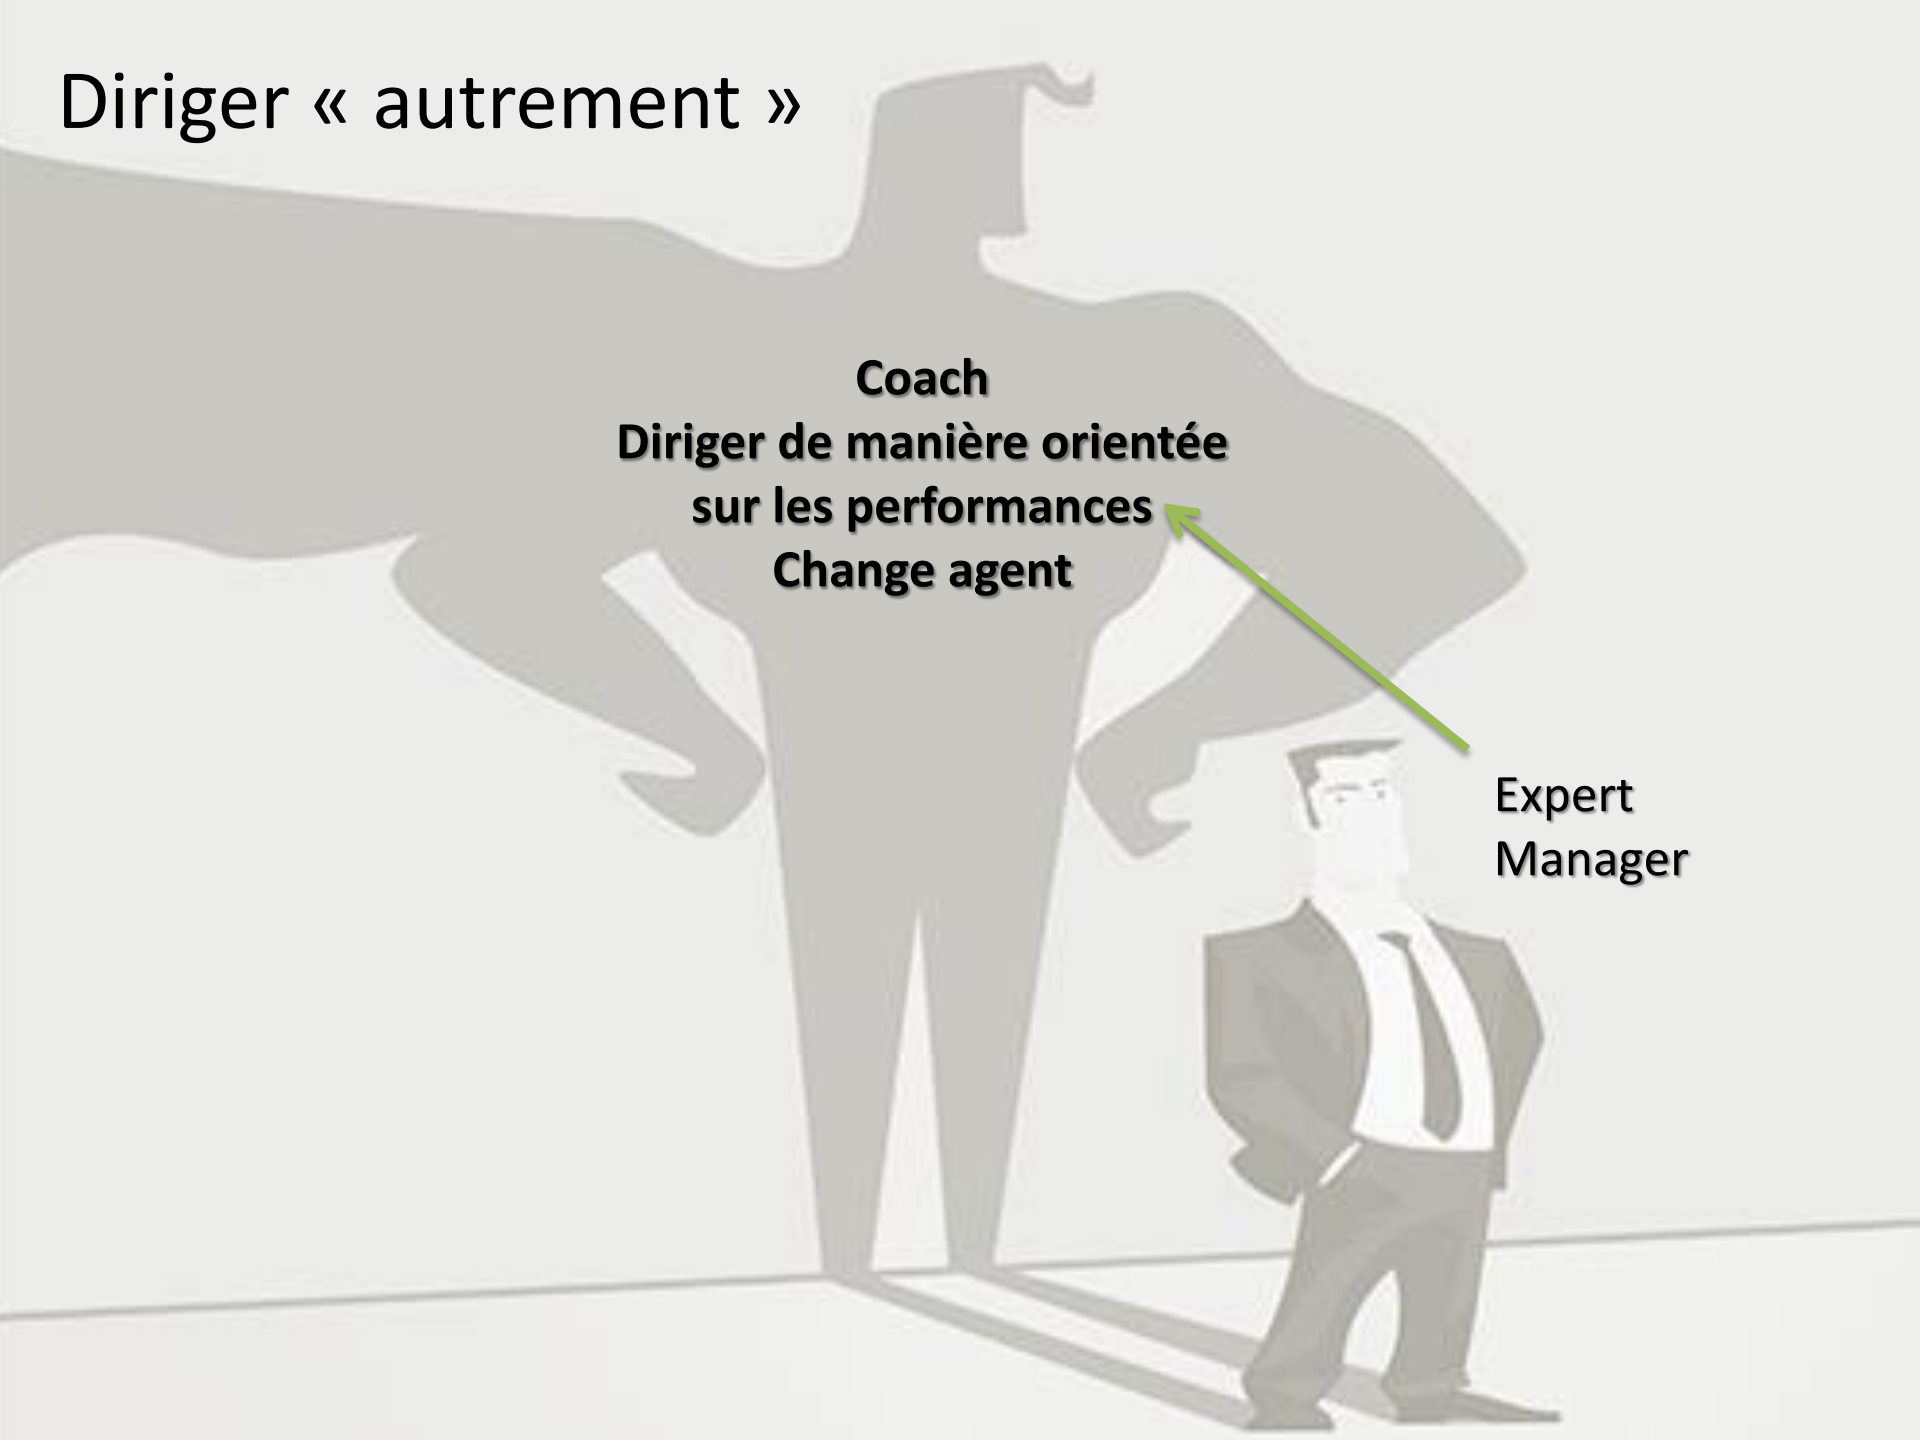 Diriger « autrement »
Coach
Diriger de manière orientée
sur les performances
Change agent
Expert
Manager